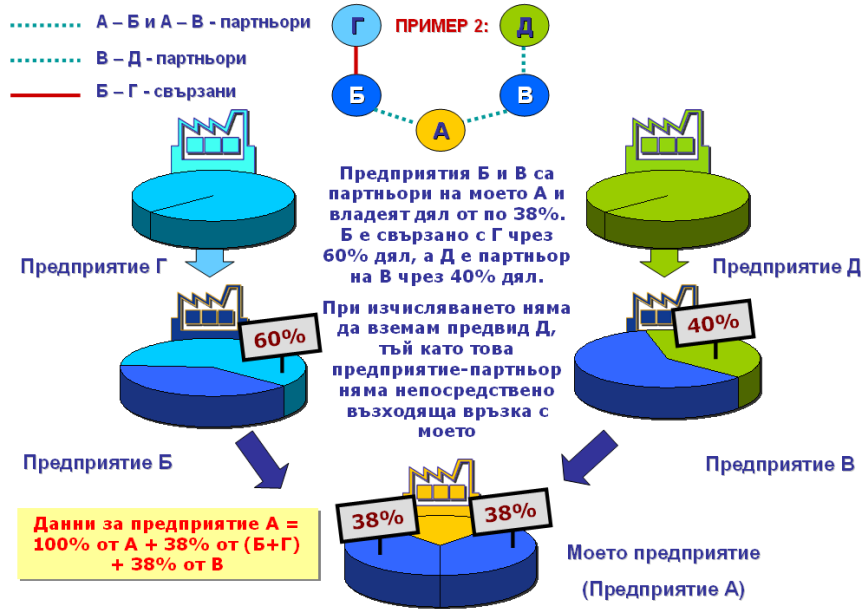 А – Б и А – В - партньори
В – Д - партньори
Б – Г - свързани
Г
ПРИМЕР 2:
Д
Б
В
А
Предприятия Б и В са
партньори на моето А и
владеят дял от по 38%.
Б е свързано с Г чрез
60% дял, а Д е партньор
на В чрез 40% дял.
Предприятие Г
Предприятие Д
При изчисляването няма
да вземам предвид Д,
тъй като това
предприятие-партньор
няма непосредствено
възходяща връзка с
моето
60%
40%
Предприятие Б
Предприятие В
38%
38%
Данни за предприятие А =
100% от А + 38% от (Б+Г)
+ 38% от В
Моето предприятие
(Предприятие А)